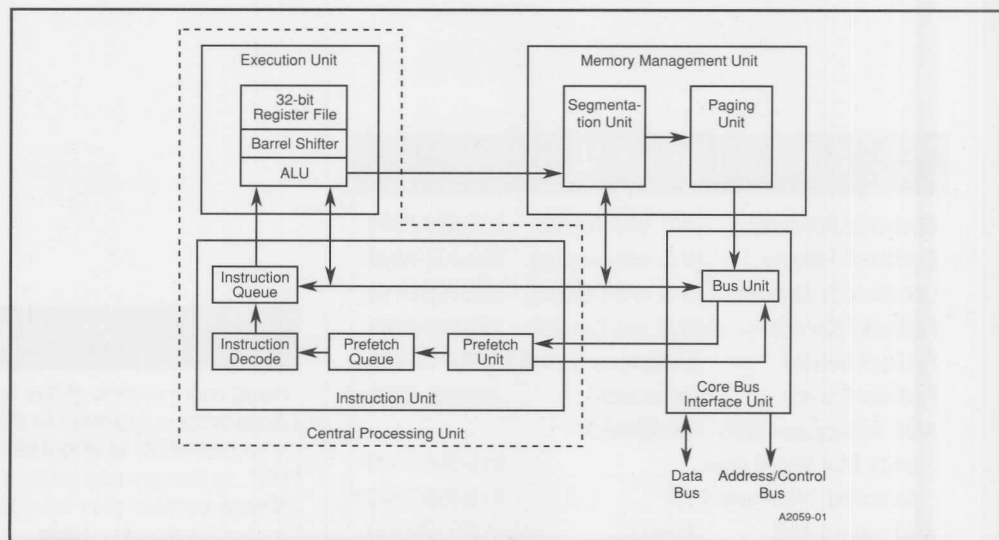 Execution Unit
32-bit
Register File
Barrel Shifter
ALU
Memory Management Unit
Segmenta-
tion Unit
Paging
Unit
Instruction
Queue
Bus Unit
Instruction
Decode
Prefetch
Queue
Prefetch
Unit
Instruction Unit
Core Bus
Interface Unit
Central Processing Unit
Data
Bus
Address/Control
Bus
A2059-01